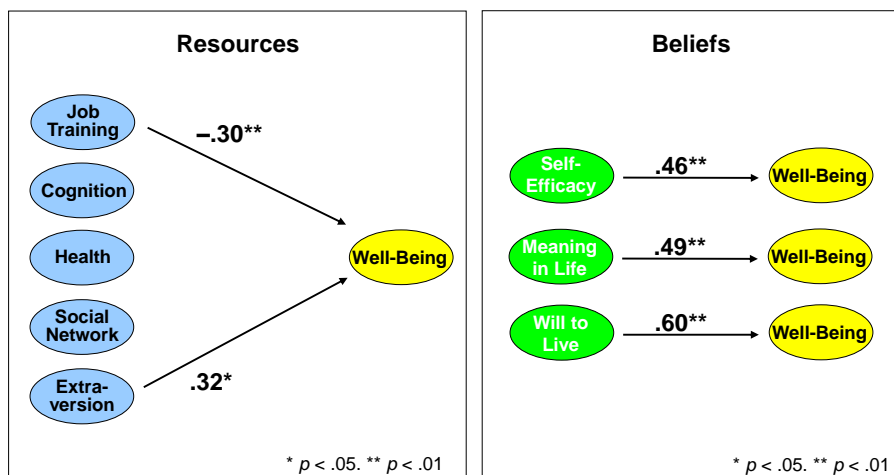 Resources
Job
Training
–.30**
Cognition
Health
Well-Being
Social
Network
Extra-
version
.32*
* p < .05. ** p < .01
Beliefs
Self-
Efficacy
.46**
Well-Being
Meaning
in Life
.49**
Well-Being
Will to
Live
.60**
Well-Being
* p < .05. ** p < .01